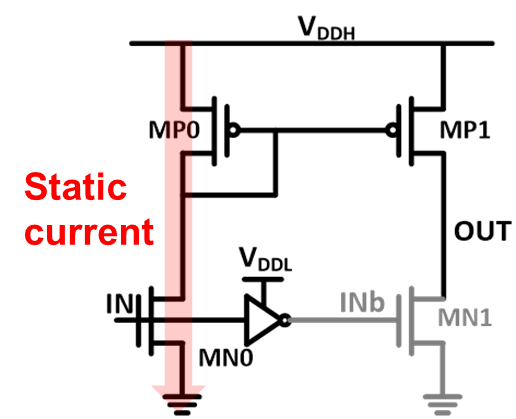 VDDH
MP0
MP1
Static
current
OUT
VDDL
IN
INb
MN1
MN0